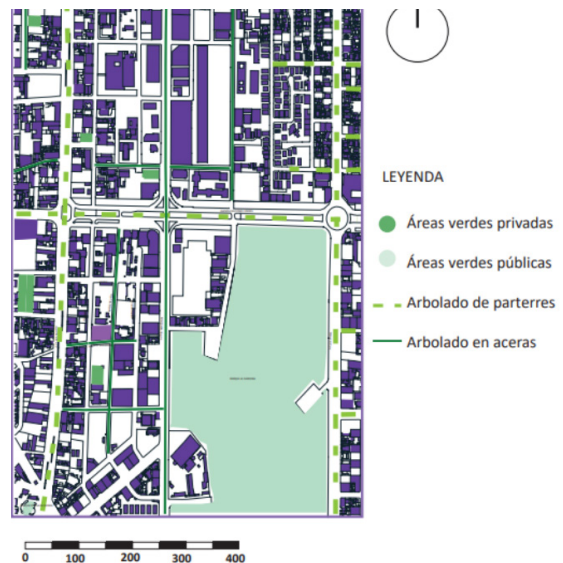 LEYENDA
Áreas verdes privadas
Áreas verdes públicas
Arbolado de parterres
Arbolado en aceras
0 100 200 300 400